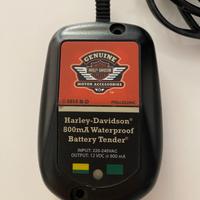 GENUINE
HARLEY-DAVIDSON
MOTOR ACCESSORIES
Harley-Davidson®
800mA Waterproof
Battery Tender®
INPUT: 220-240VAC
OUTPUT: 12 VDC @ 800 mA